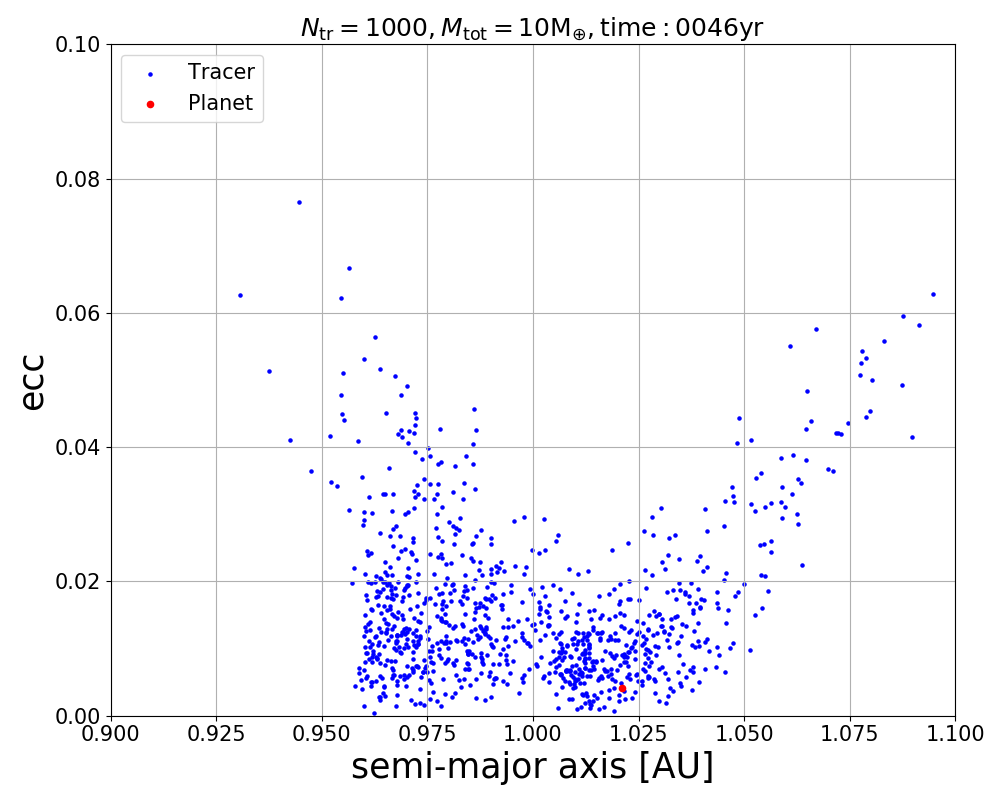 N_tr = 1000, M_tot = 10M_⊕, time : 0046yr
Tracer
Planet
0.10
0.08
0.06
0.04
0.02
0.00
ecc
0.900 0.925 0.950 0.975 1.000 1.025 1.050 1.075 1.100
semi-major axis [AU]